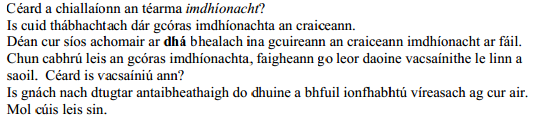 Céard a chiallaíonn an téarma imdhíonacht?
Is cuid thábhachtach dár gcóras imdhíonachta an craiceann.
Déan cur síos achomair ar dhá bhealach ina gcuireann an craiceann imdhíonacht ar fáil.
Chun cabhrú leis an gcóras imdhíonachta, faigheann go leor daoine vacsaínithe le linn a
saoil. Céard is vacsaíniú ann?
Is gnách nach dtugtar antaibheathaigh do dhuine a bhfuil ionfhabhtú víreasach ag cur air.
Mol cúis leis sin.